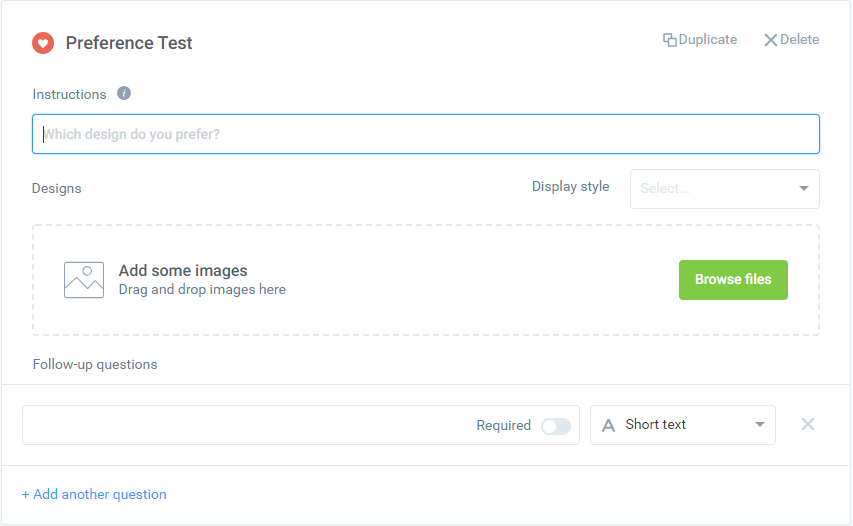 Preference Test
Duplicate
Delete
Instructions
Which design do you prefer?
Designs
Display style
Select...
Add some images
Drag and drop images here
Browse files
Follow-up questions
Required
Short text
+ Add another question